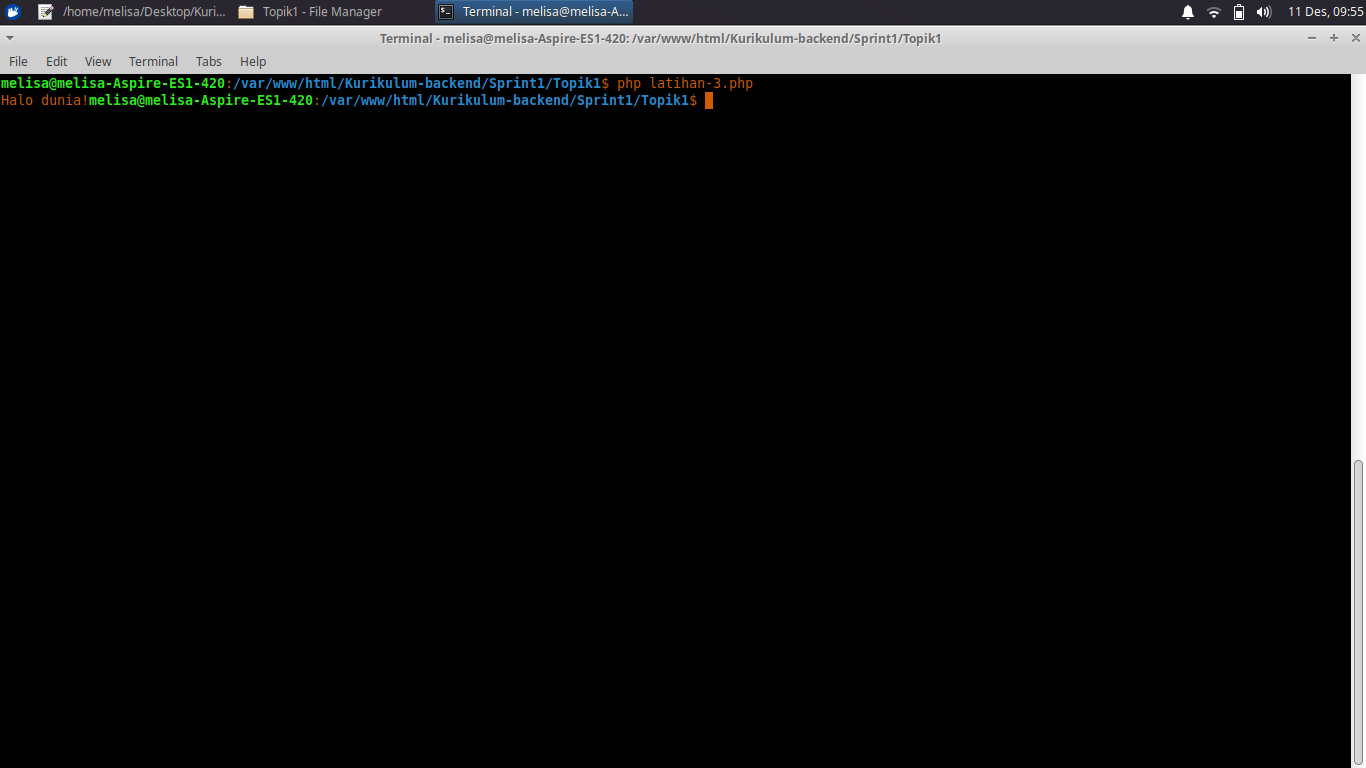 /home/melisa/Desktop/Kuri... Topik1 - File Manager Terminal - melisa@melisa-A... 11 Des, 09:55
Terminal - melisa@melisa-Aspire-ES1-420: /var/www/html/Kurikulum-backend/Sprint1/Topik1
File Edit View Terminal Tabs Help
melisa@melisa-Aspire-ES1-420:/var/www/html/Kurikulum-backend/Sprint1/Topik1$ php latihan-3.php
Halo dunia!melisa@melisa-Aspire-ES1-420:/var/www/html/Kurikulum-backend/Sprint1/Topik1$